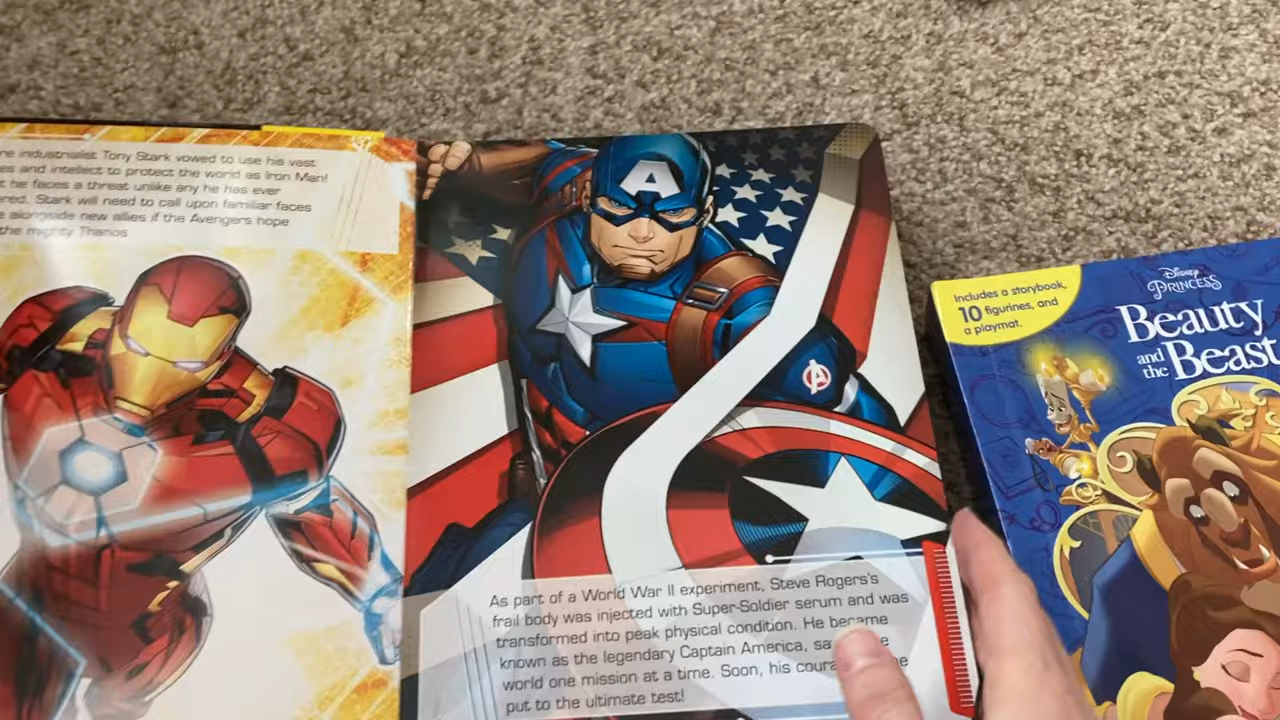 industrialist Tony Stark vowed to use his vast
and intellect to protect the world as Iron Man!
he faces a threat unlike any he has ever
Stark will need to call upon familiar faces
alongside new allies if the Avengers hope
the mighty Thanos
A
As part of a World War II experiment, Steve Rogers's
frail body was injected with Super-Soldier serum and was
transformed into peak physical condition. He became
known as the legendary Captain America,
world one mission at a time. Soon, his
put to the ultimate test!
Includes a storybook,
10 figurines, and
a playmat.
Disney
PRINCESS
Beauty
and the Beast